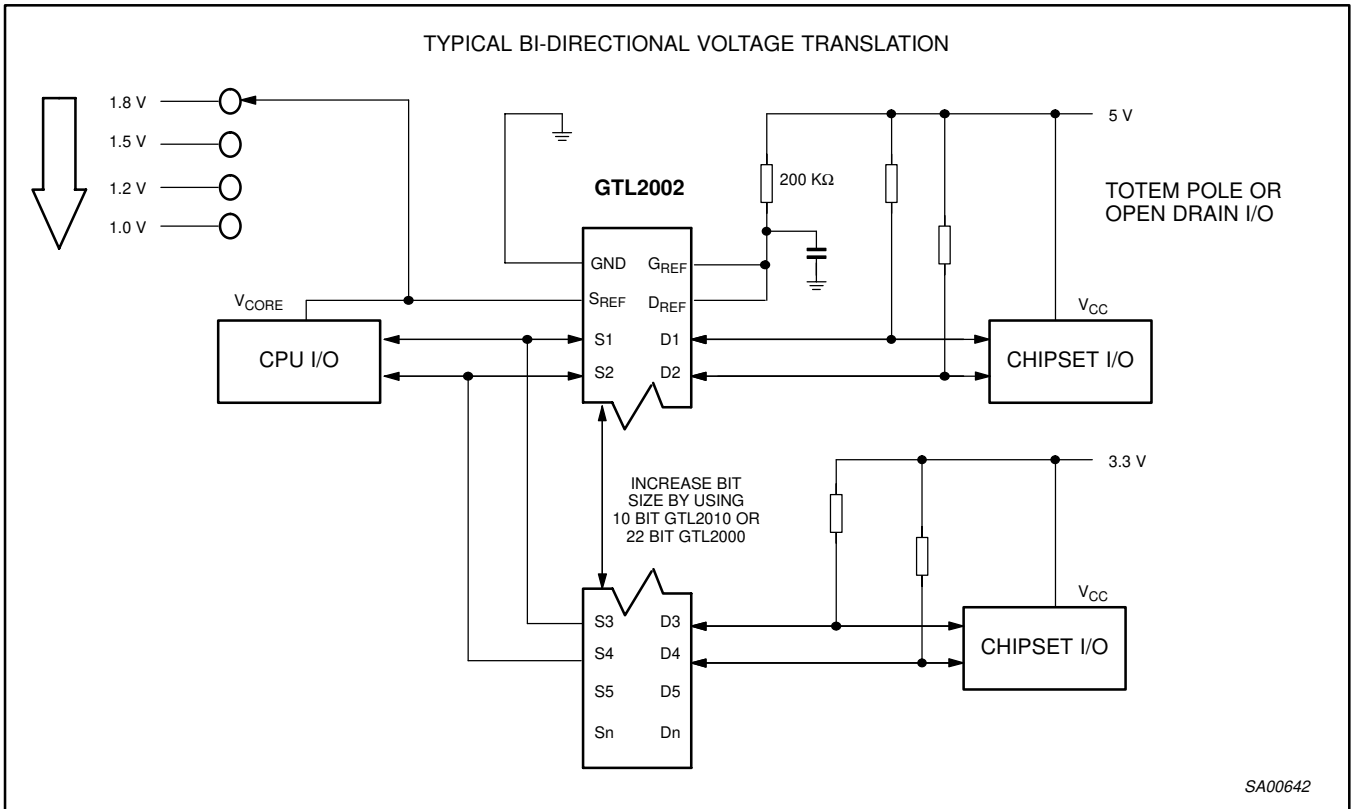 TYPICAL BI-DIRECTIONAL VOLTAGE TRANSLATION
1.8 V
1.5 V
1.2 V
1.0 V
5 V
200 KΩ
GTL2002
TOTEM POLE OR
OPEN DRAIN I/O
GND
GREF
SREF
DREF
VCORE
VCC
CPU I/O
S1
D1
S2
D2
CHIPSET I/O
3.3 V
INCREASE BIT
SIZE BY USING
10 BIT GTL2010 OR
22 BIT GTL2000
VCC
S3
D3
S4
D4
CHIPSET I/O
S5
D5
Sn
Dn
SA00642